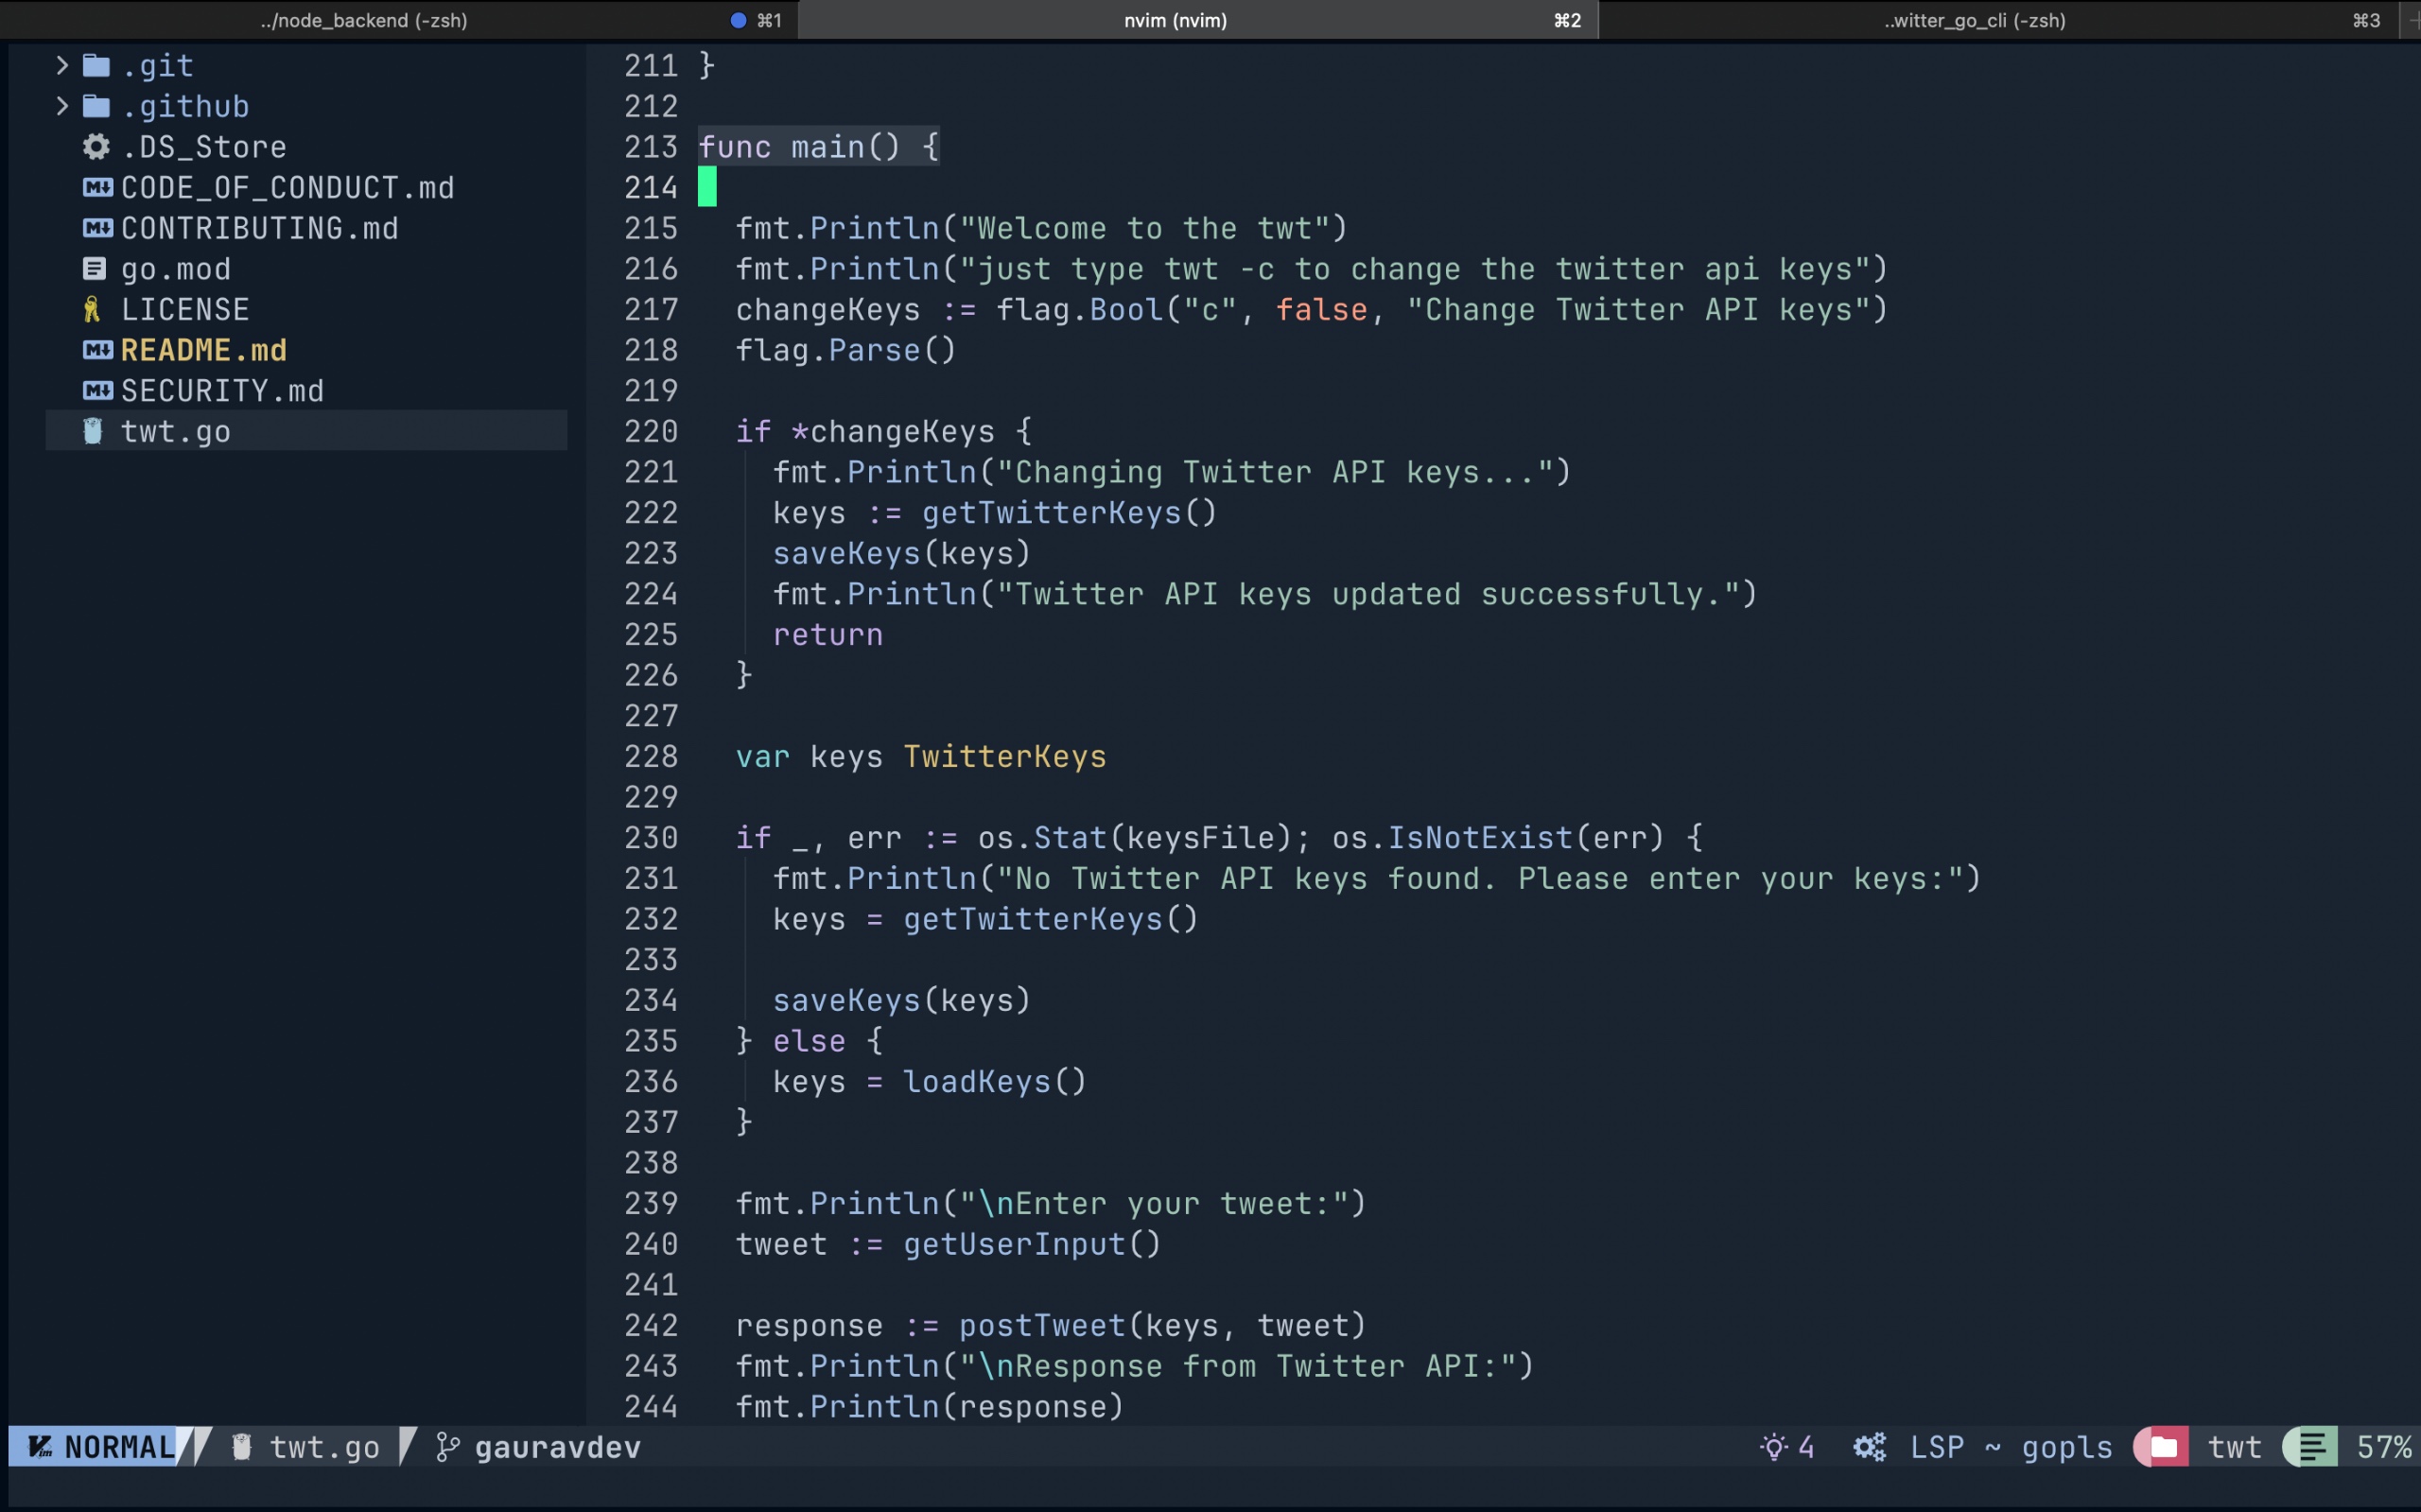 ../node_backend (-zsh) ⌘1 nvim (nvim) ⌘2 ..witter_go_cli (-zsh) ⌘3
.git
.github
.DS_Store
CODE_OF_CONDUCT.md
CONTRIBUTING.md
go.mod
LICENSE
README.md
SECURITY.md
twt.go
211 }
212
213 func main() {
214
215   fmt.Println("Welcome to the twt")
216   fmt.Println("just type twt -c to change the twitter api keys")
217   changeKeys := flag.Bool("c", false, "Change Twitter API keys")
218   flag.Parse()
219
220   if *changeKeys {
221     fmt.Println("Changing Twitter API keys...")
222     keys := getTwitterKeys()
223     saveKeys(keys)
224     fmt.Println("Twitter API keys updated successfully.")
225     return
226   }
227
228   var keys TwitterKeys
229
230   if _, err := os.Stat(keysFile); os.IsNotExist(err) {
231     fmt.Println("No Twitter API keys found. Please enter your keys:")
232     keys = getTwitterKeys()
233
234     saveKeys(keys)
235   } else {
236     keys = loadKeys()
237   }
238
239   fmt.Println("\nEnter your tweet:")
240   tweet := getUserInput()
241
242   response := postTweet(keys, tweet)
243   fmt.Println("\nResponse from Twitter API:")
244   fmt.Println(response)
NORMAL twt.go gauravdev 4 LSP ~ gopls twt 57%